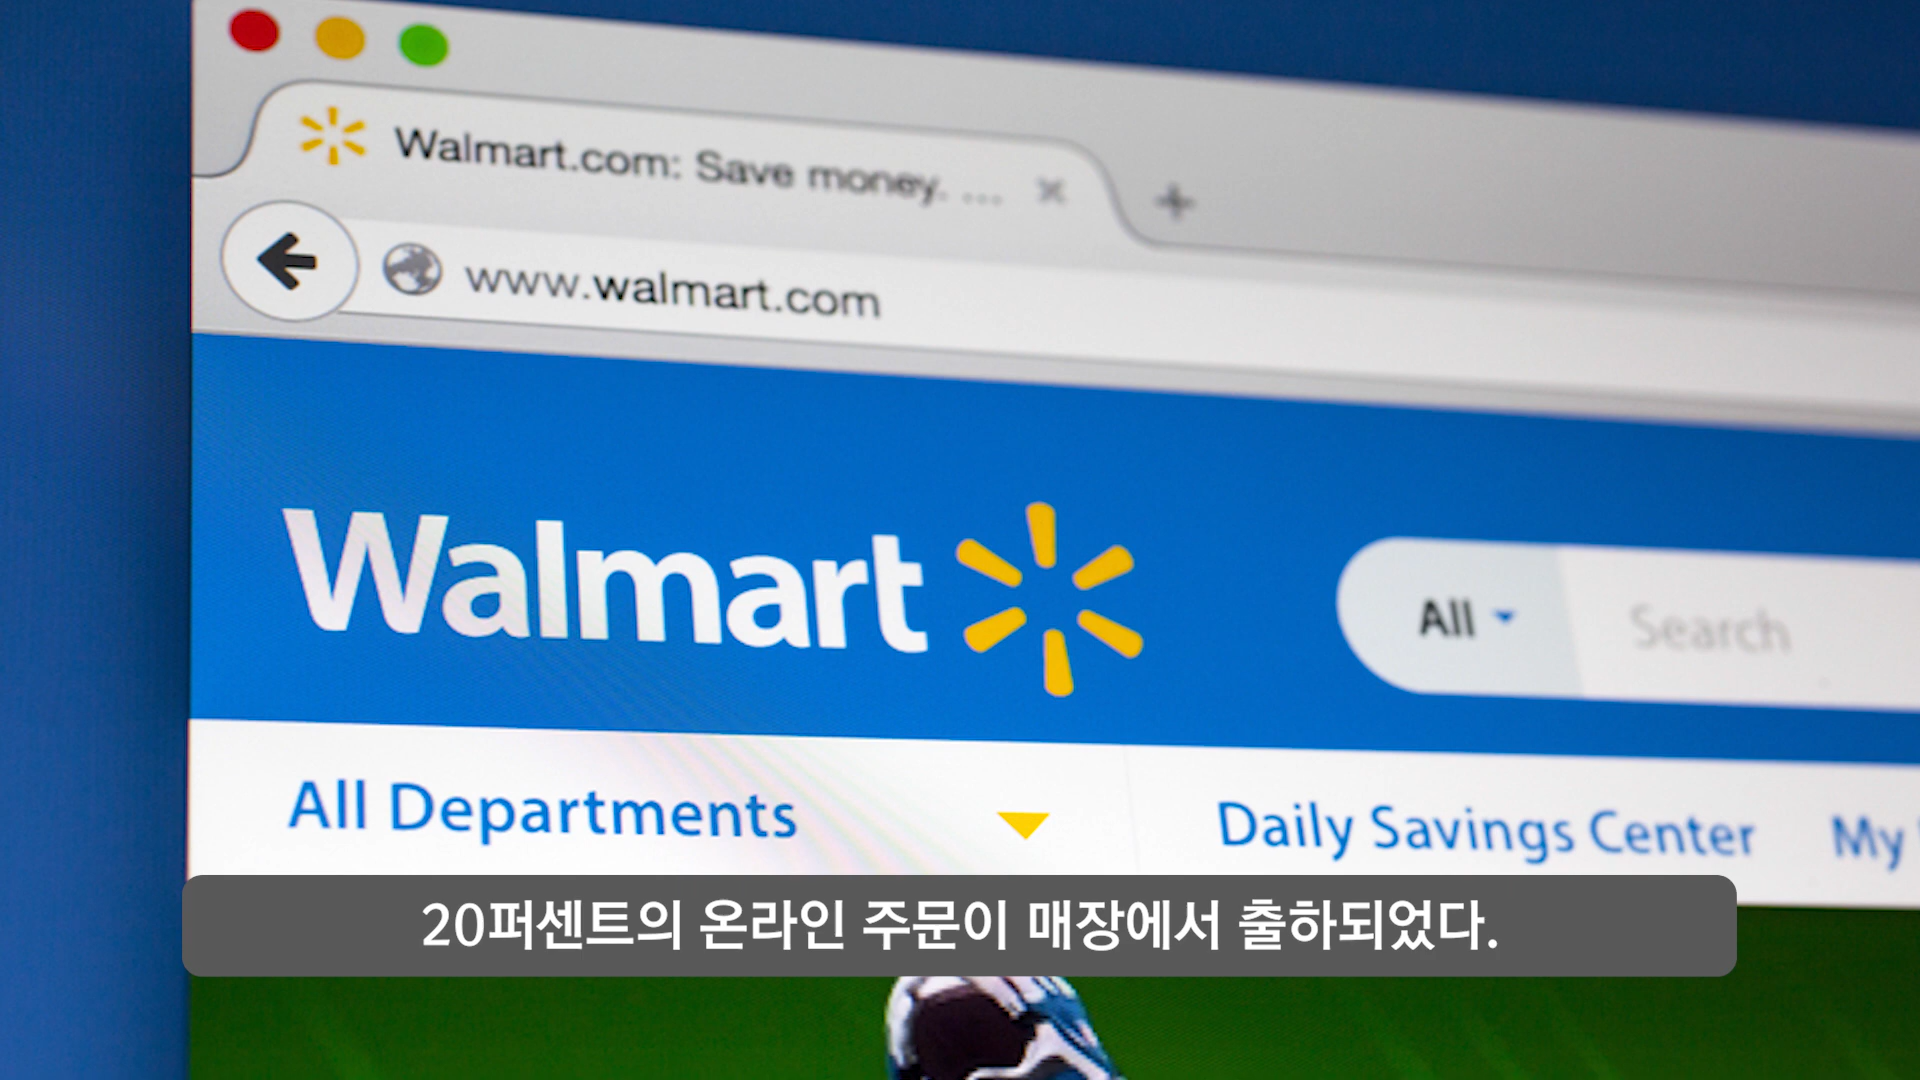 Walmart.com: Save money. ...
www.walmart.com
Walmart
All
Search
All Departments
Daily Savings Center
My
20퍼센트의 온라인 주문이 매장에서 출하되었다.